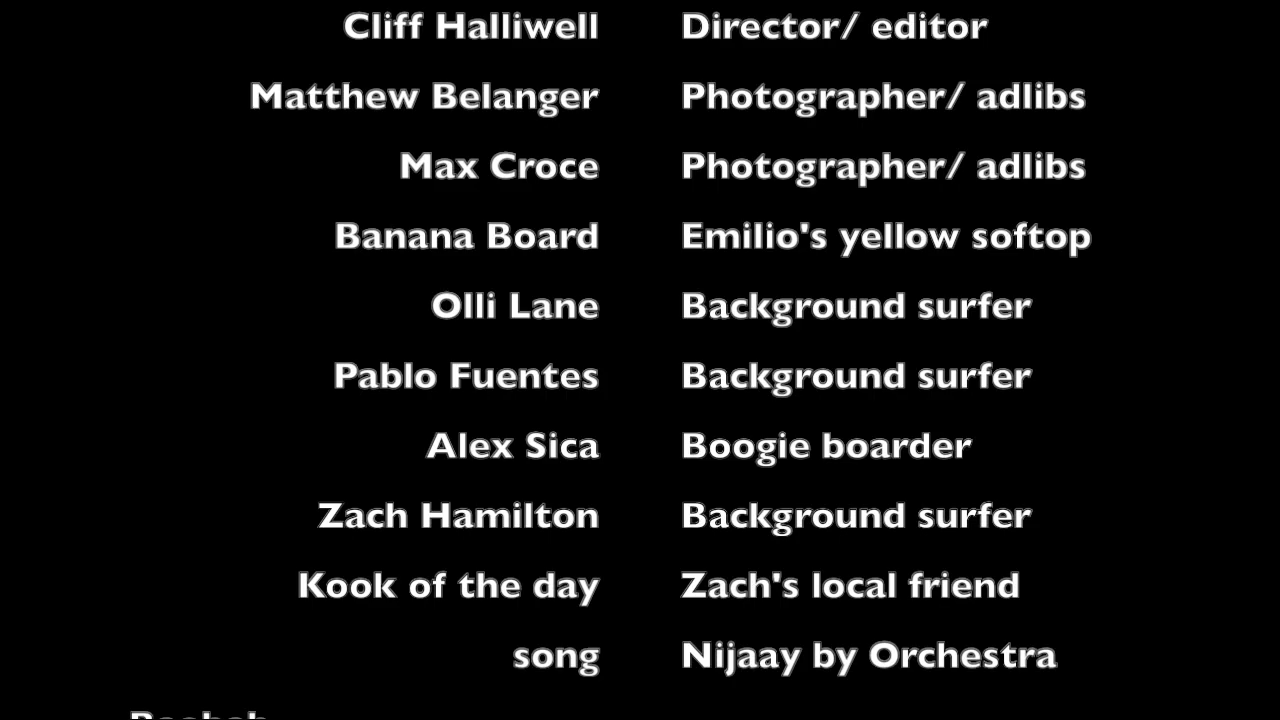 Cliff Halliwell Director/ editor
Matthew Belanger Photographer/ adlibs
Max Croce Photographer/ adlibs
Banana Board Emilio's yellow softop
Olli Lane Background surfer
Pablo Fuentes Background surfer
Alex Sica Boogie boarder
Zach Hamilton Background surfer
Kook of the day Zach's local friend
song Nijaay by Orchestra